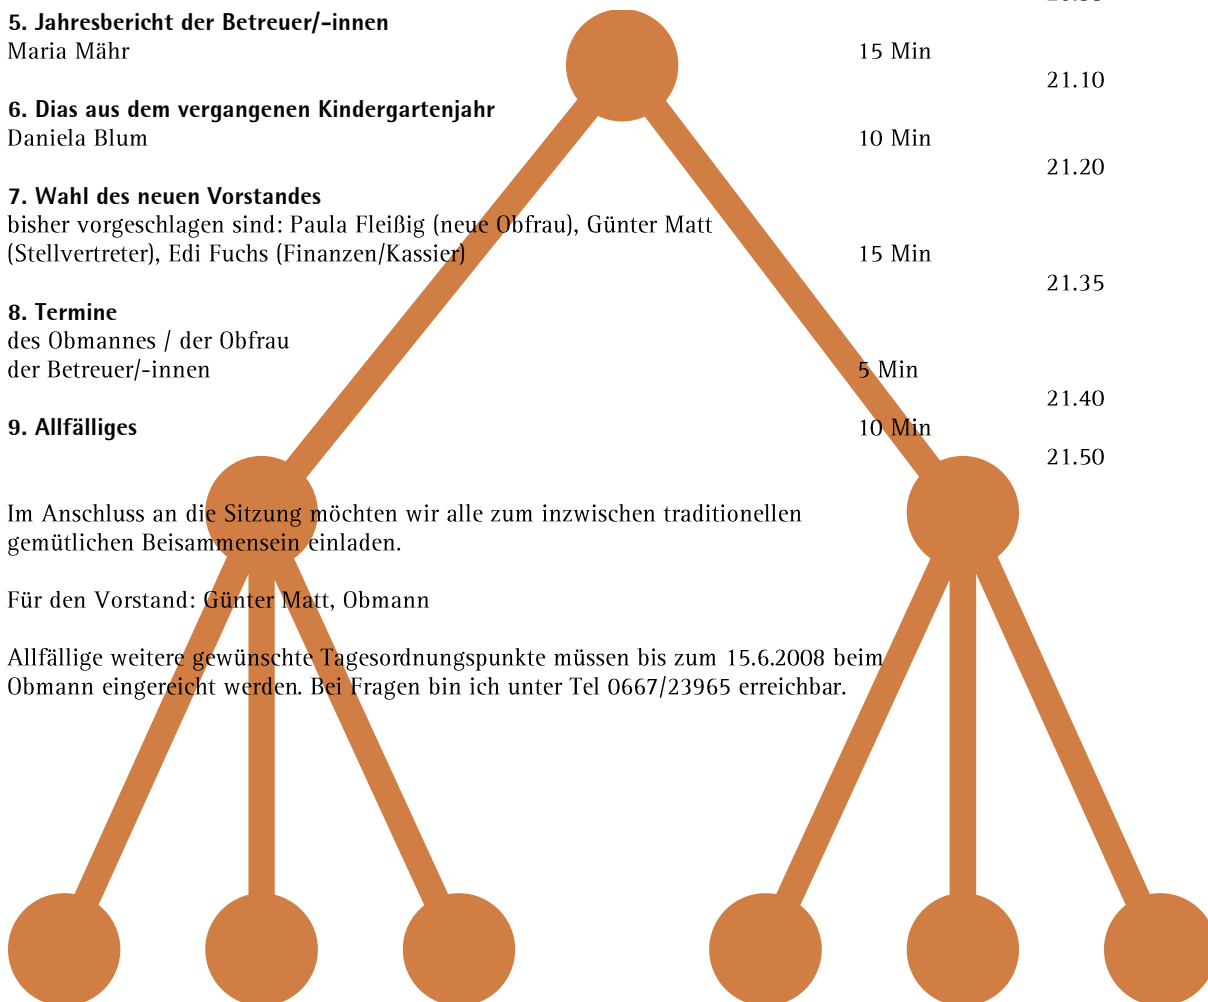 5. Jahresbericht der Betreuer/-innen
Maria Mähr 15 Min
21.10
6. Dias aus dem vergangenen Kindergartenjahr
Daniela Blum 10 Min
21.20
7. Wahl des neuen Vorstandes
bisher vorgeschlagen sind: Paula Fleißig (neue Obfrau), Günter Matt
(Stellvertreter), Edi Fuchs (Finanzen/Kassier) 15 Min
21.35
8. Termine
des Obmannes / der Obfrau
der Betreuer/-innen 5 Min
21.40
9. Allfälliges 10 Min
21.50
Im Anschluss an die Sitzung möchten wir alle zum inzwischen traditionellen
gemütlichen Beisammensein einladen.
Für den Vorstand: Günter Matt, Obmann
Allfällige weitere gewünschte Tagesordnungspunkte müssen bis zum 15.6.2008 beim
Obmann eingereicht werden. Bei Fragen bin ich unter Tel 0667/23965 erreichbar.